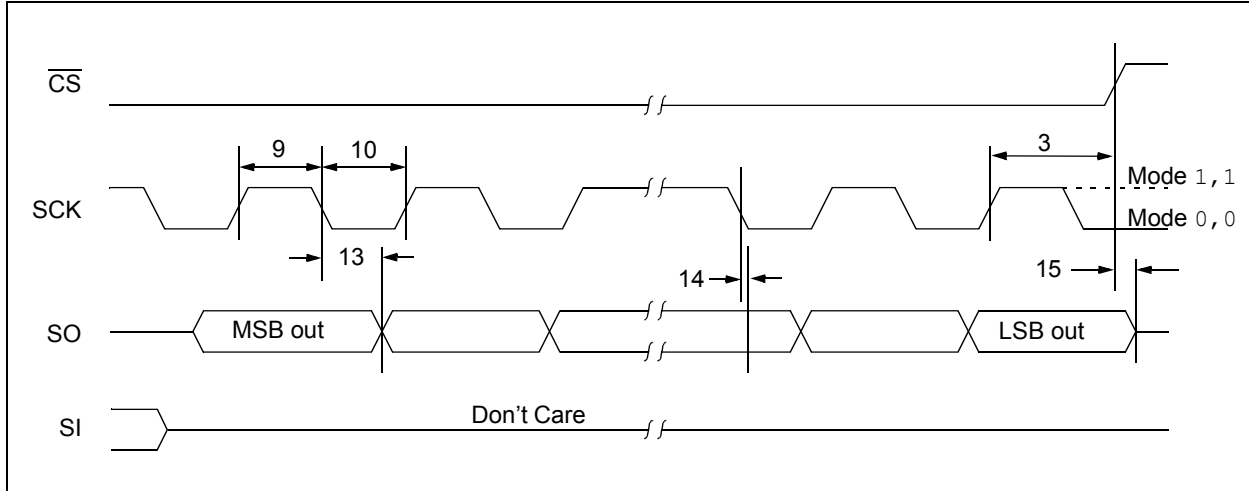 CS
9
10
3
SCK
Mode 1,1
Mode 0,0
13
14
15
SO
MSB out
LSB out
SI
Don't Care